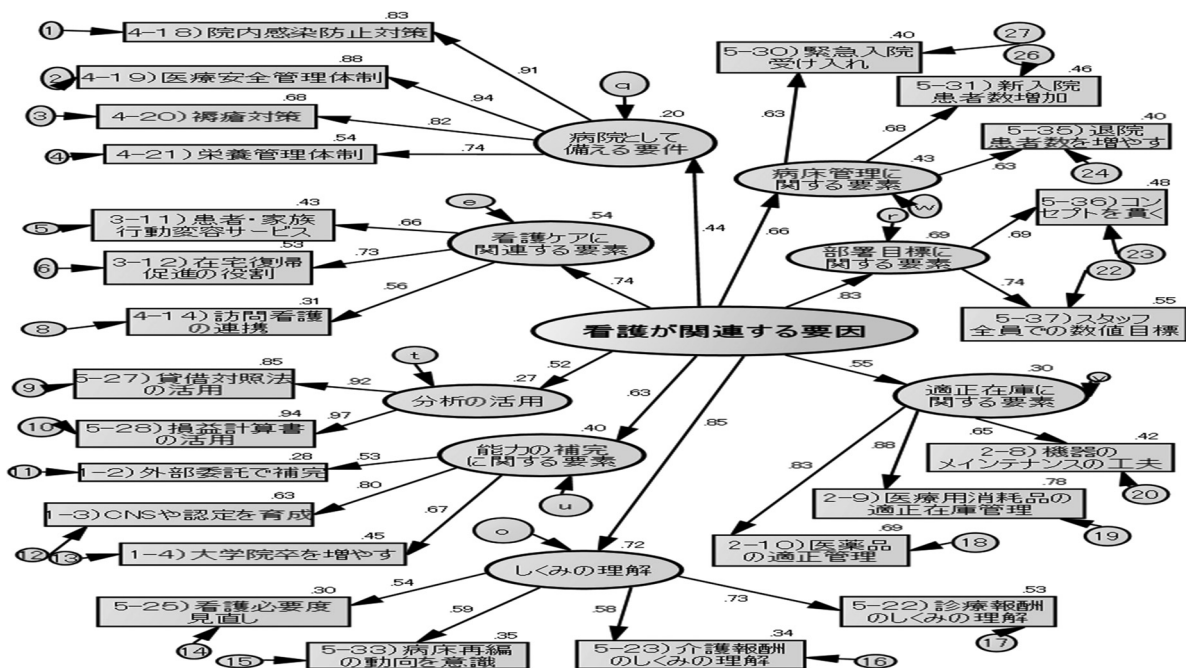 .83
① 4-18）院内感染防止対策
.88
② 4-19）医療安全管理体制
.68
③ 4-20）褥瘡対策
.54
④ 4-21）栄養管理体制
.91
.94
.82
.74
q
.20
病院として
備える要件
.40
5-30）緊急入院
受け入れ
27
26
.46
5-31）新入院
患者数増加
.40
5-35）退院
患者数を増やす
24
.63
.68
.63
.43
病床管理に
関する要素
w
r
.48
5-36）コン
セプトを貫く
23
22
.69
部署目標に
関する要素
.69
.74
.55
5-37）スタッフ
全員での数値目標
.43
3-11）患者・家族
行動変容サービス
5
.53
3-12）在宅復帰
促進の役割
6
.31
4-14）訪問看護
の連携
8
.66
.73
.56
e
.54
看護ケアに
関連する要素
.44
.66
.74
.83
看護が関連する要因
.52
.63
.85
.55
.85
5-27）貸借対照法
の活用
9
.94
5-28）損益計算書
の活用
10
.92
.97
t
.27
分析の活用
.28
1-2）外部委託で補完
11
.63
1-3）CNSや認定を育成
12
.45
1-4）大学院卒を増やす
13
.53
.80
.67
.40
能力の補完
に関する要素
u
.30
適正在庫に
関する要素
.65
.88
.83
.42
2-8）機器の
メインテナンスの工夫
20
.78
2-9）医療用消耗品の
適正在庫管理
19
.69
2-10）医薬品
の適正管理
18
o
.72
しくみの理解
.54
.59
.58
.73
.30
5-25）看護必要度
見直し
14
.35
5-33）病床再編
の動向を意識
15
.34
5-23）介護報酬
のしくみの理解
16
.53
5-22）診療報酬
のしくみの理解
17